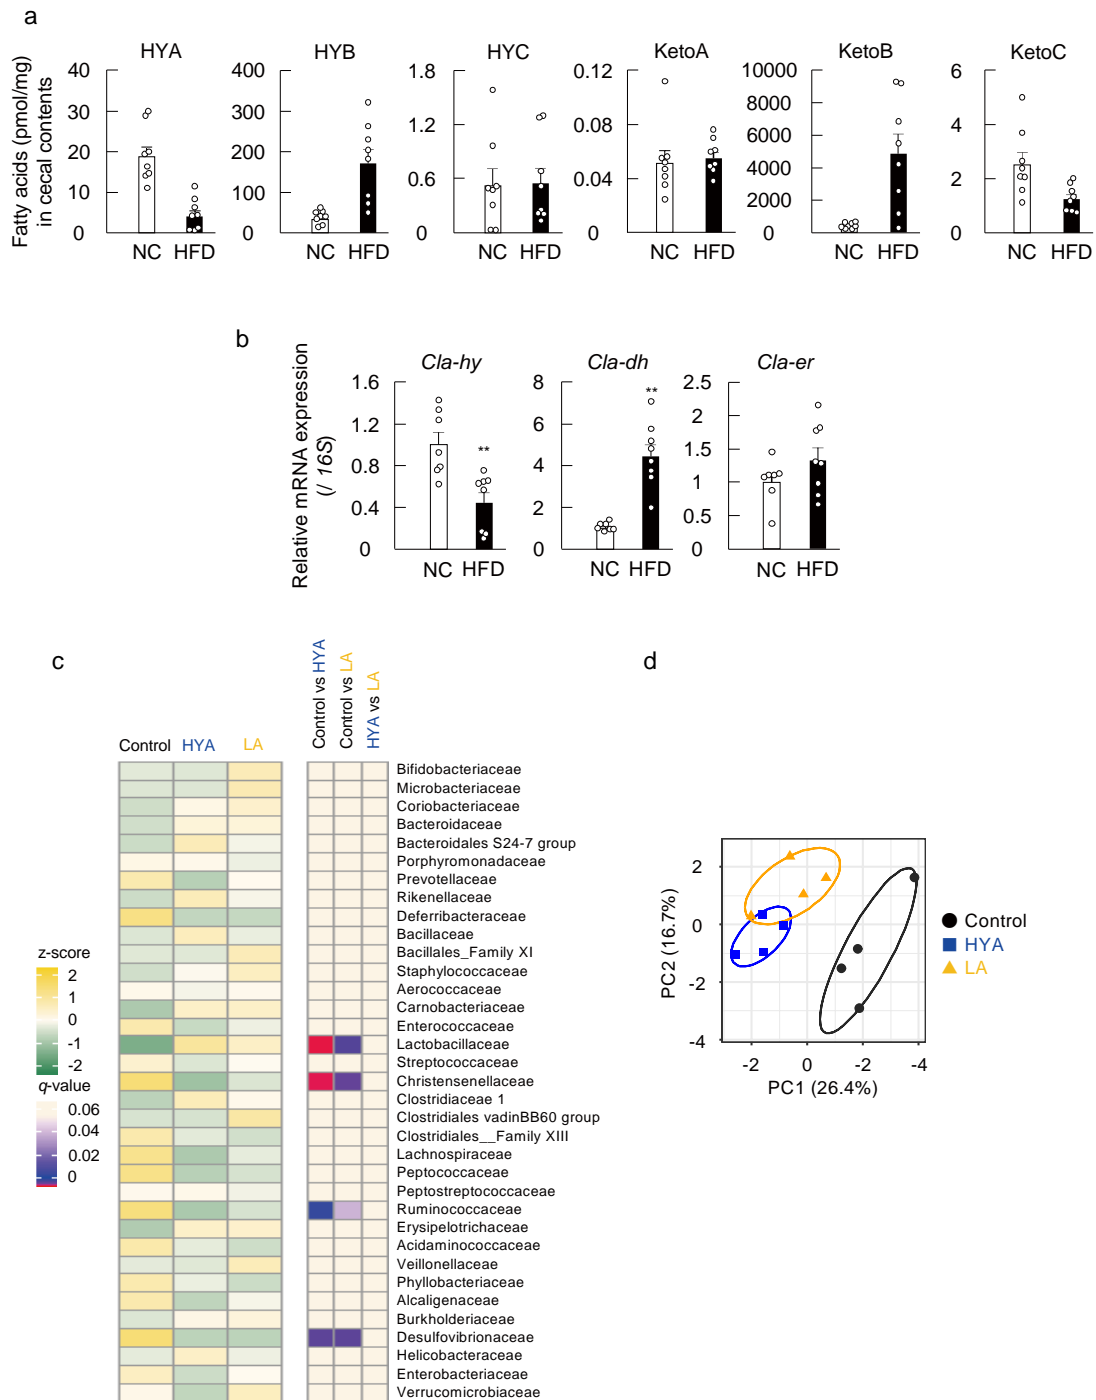 a
HYA HYB HYC KetoA KetoB KetoC
Fatty acids (pmol/mg)
in cecal contents
40 30 20 10 0
400 300 200 100 0
1.8 1.2 0.6 0
0.12 0.08 0.04 0
10000 8000 6000 4000 2000 0
6 4 2 0
NC HFD NC HFD NC HFD NC HFD NC HFD NC HFD
b
Cla-hy Cla-dh Cla-er
Relative mRNA expression
(/ 16S)
1.6 1.2 0.8 0.4 0
8 6 4 2 0
2.5 2 1.5 1 0.5 0
** **
NC HFD NC HFD NC HFD
c
Control HYA LA
Control vs HYA
Control vs LA
HYA vs LA
Bifidobacteriaceae
Microbacteriaceae
Coriobacteriaceae
Bacteroidaceae
Bacteroidales S24-7 group
Porphyromonadaceae
Prevotellaceae
Rikenellaceae
Deferribacteraceae
Bacillaceae
Bacillales_Family XI
Staphylococcaceae
Aerococcaceae
Carnobacteriaceae
Enterococcaceae
Lactobacillaceae
Streptococcaceae
Christensenellaceae
Clostridiaceae 1
Clostridiales vadinBB60 group
Clostridiales__Family XIII
Lachnospiraceae
Peptococcaceae
Peptostreptococcaceae
Ruminococcaceae
Erysipelotrichaceae
Acidaminococcaceae
Veillonellaceae
Phyllobacteriaceae
Alcaligenaceae
Burkholderiaceae
Desulfovibrionaceae
Helicobacteraceae
Enterobacteriaceae
Verrucomicrobiaceae
z-score
2
1
0
-1
-2
q-value
0.06
0.04
0.02
0
d
PC2 (16.7%)
2
0
-2
-4
-2 0 -2 -4
PC1 (26.4%)
Control
HYA
LA